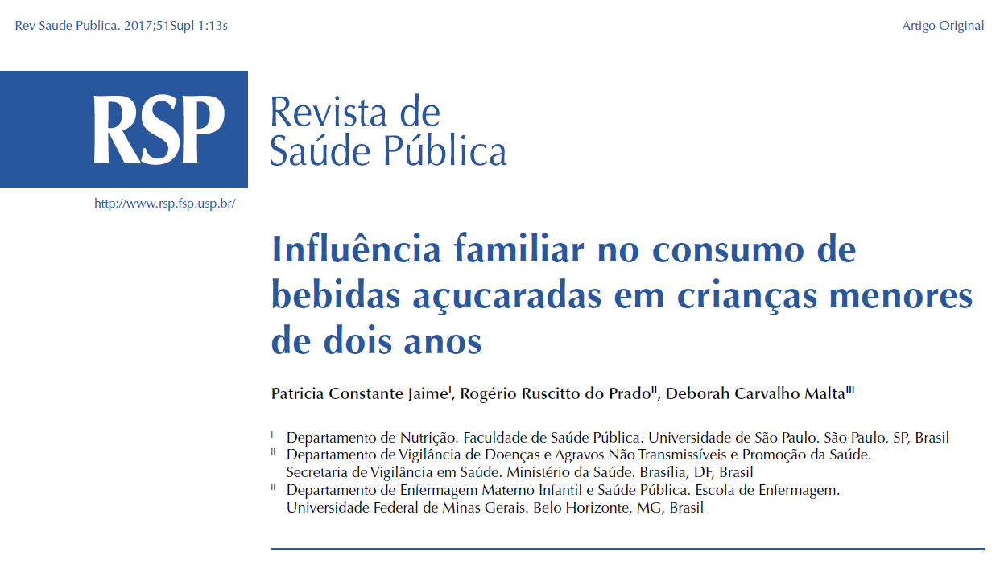 Rev Saude Publica. 2017;51Supl 1:13s
Artigo Original
RSP
Revista de
Saúde Pública
http://www.rsp.fsp.usp.br/
Influência familiar no consumo de
bebidas açucaradas em crianças menores
de dois anos
Patricia Constante Jaimeᴵ, Rogério Ruscitto do Pradoᴵᴵ, Deborah Carvalho Maltaᴵᴵᴵ
ᴵ Departamento de Nutrição. Faculdade de Saúde Pública. Universidade de São Paulo. São Paulo, SP, Brasil
ᴵᴵ Departamento de Vigilância de Doenças e Agravos Não Transmissíveis e Promoção da Saúde.
Secretaria de Vigilância em Saúde. Ministério da Saúde. Brasília, DF, Brasil
ᴵᴵ Departamento de Enfermagem Materno Infantil e Saúde Pública. Escola de Enfermagem.
Universidade Federal de Minas Gerais. Belo Horizonte, MG, Brasil